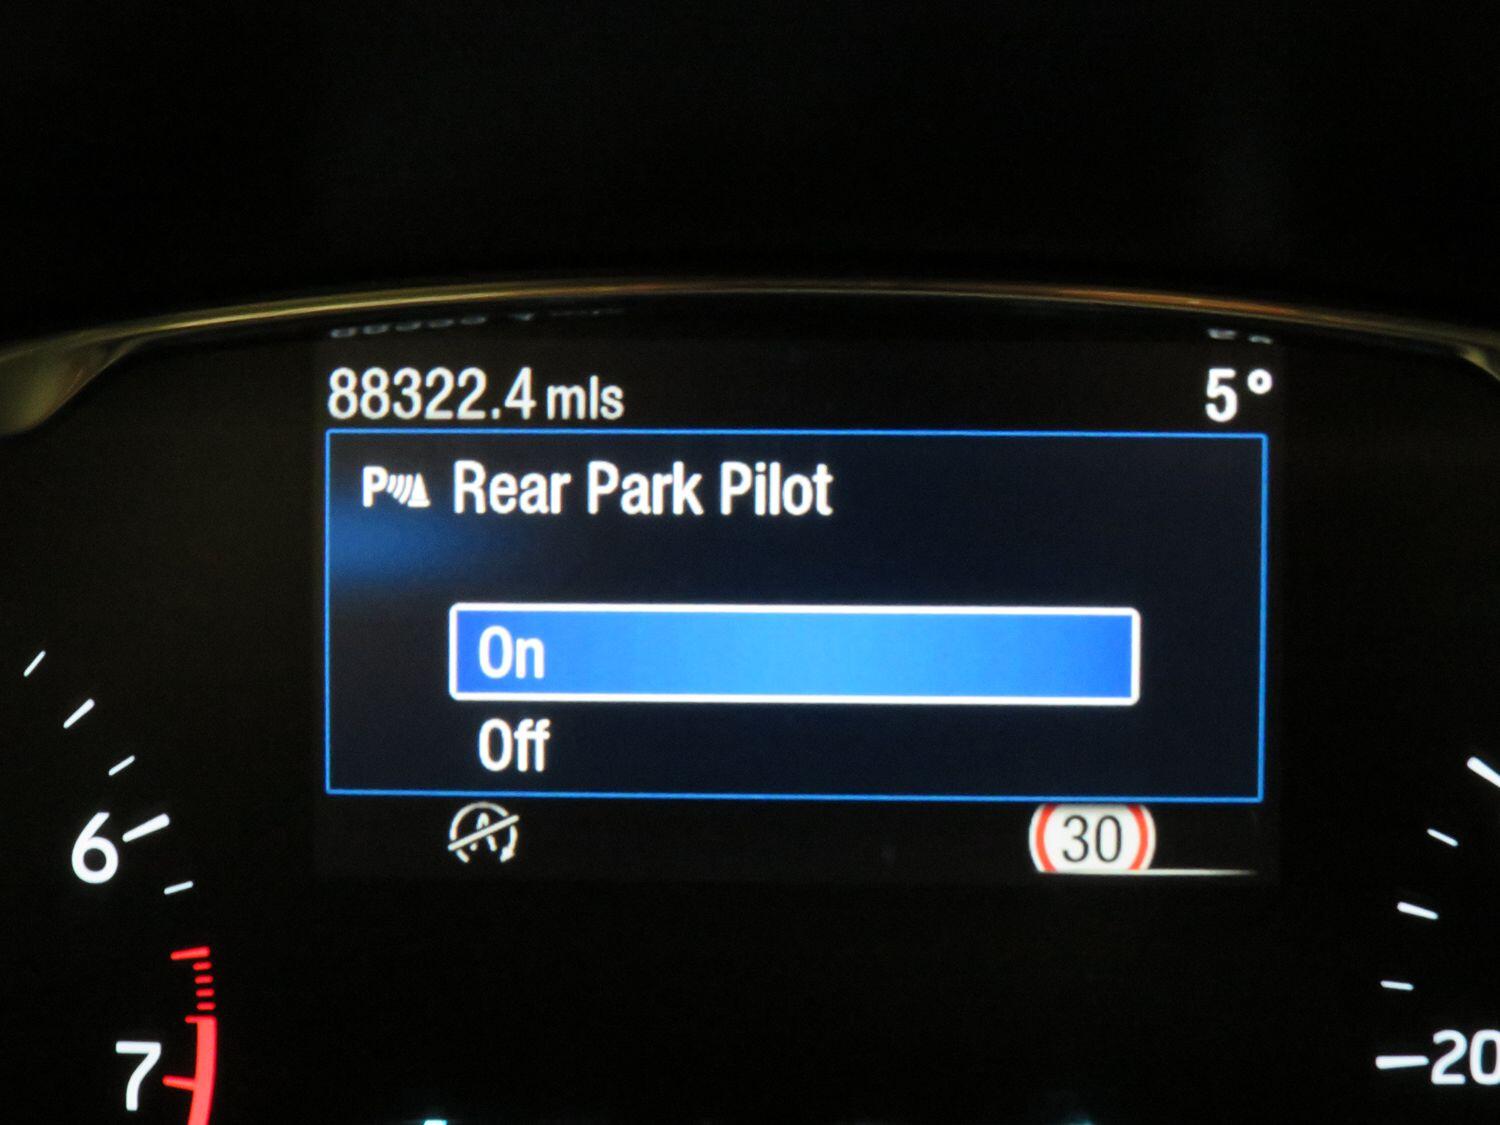 88322.4 mls 5°
P Rear Park Pilot
On
Off
A 30
6
7
20